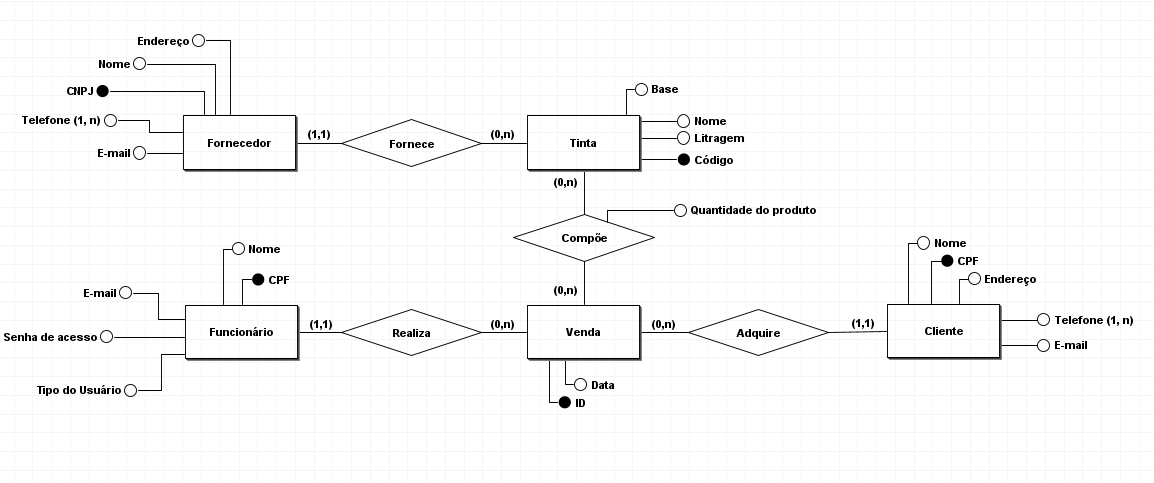 Endereço
Nome
CNPJ
Telefone (1, n)
E-mail
Fornecedor
(1,1)
Fornece
(0,n)
Tinta
Base
Nome
Litragem
Código
(0,n)
Quantidade do produto
Compõe
(0,n)
Nome
CPF
E-mail
Senha de acesso
Tipo do Usuário
Funcionário
(1,1)
Realiza
(0,n)
Venda
Data
ID
(0,n)
Adquire
(1,1)
Cliente
Nome
CPF
Endereço
Telefone (1, n)
E-mail